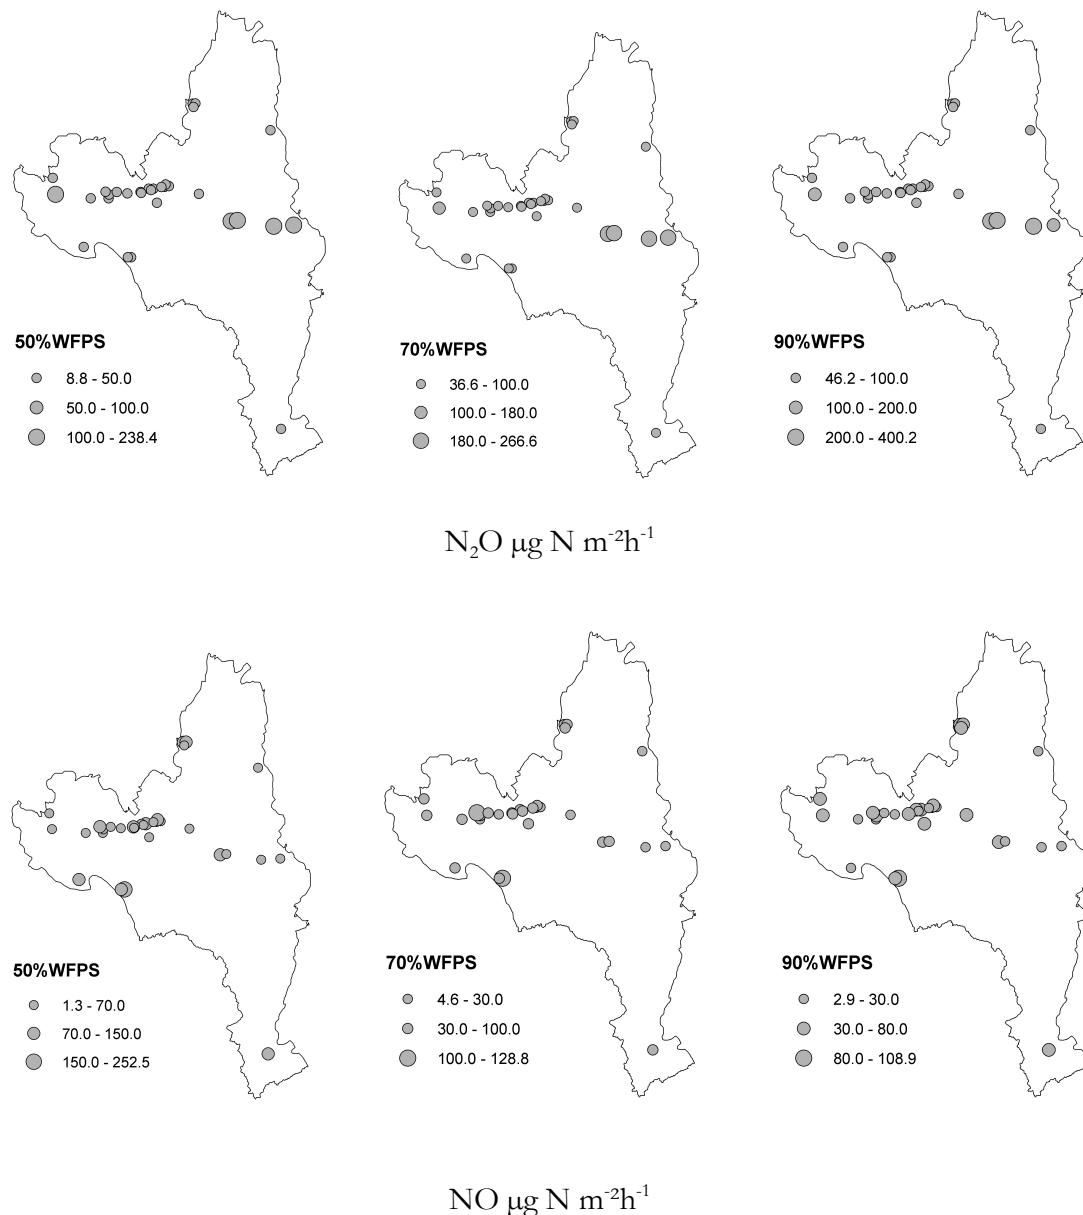 50%WFPS
8.8 - 50.0
50.0 - 100.0
100.0 - 238.4
70%WFPS
36.6 - 100.0
100.0 - 180.0
180.0 - 266.6
90%WFPS
46.2 - 100.0
100.0 - 200.0
200.0 - 400.2
N₂O µg N m⁻²h⁻¹
50%WFPS
1.3 - 70.0
70.0 - 150.0
150.0 - 252.5
70%WFPS
4.6 - 30.0
30.0 - 100.0
100.0 - 128.8
90%WFPS
2.9 - 30.0
30.0 - 80.0
80.0 - 108.9
NO µg N m⁻²h⁻¹